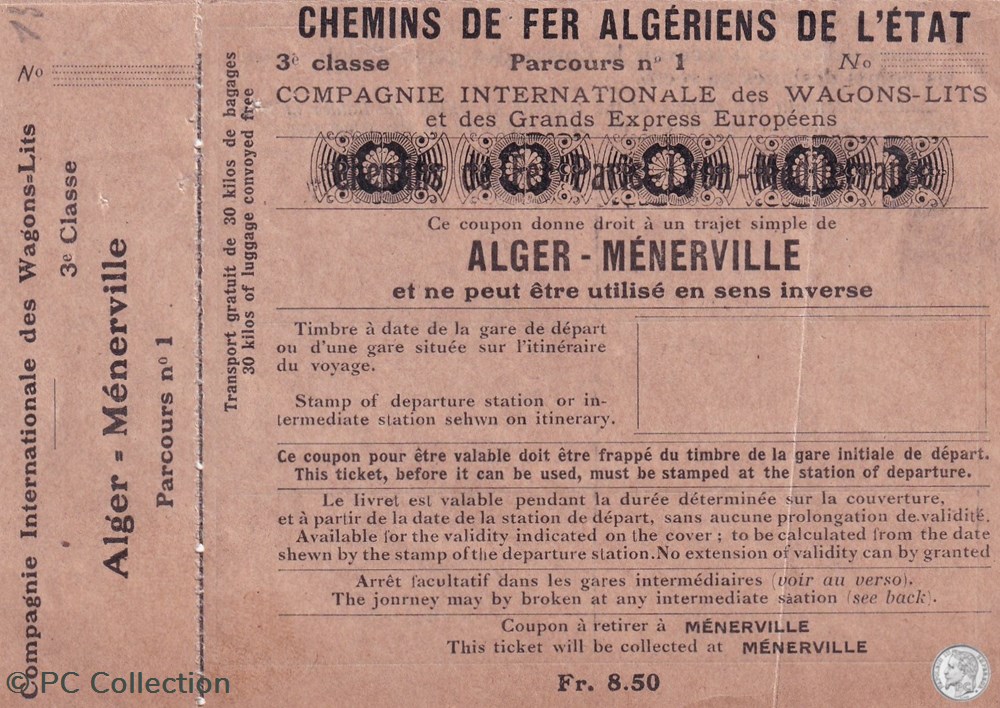 13
No
Compagnie Internationale des Wagons=Lits
3e Classe
Alger = Ménerville
Parcours no 1
Transport gratuit de 30 kilos de bagages
30 kilos of luggage convoyed free
CHEMINS DE FER ALGÉRIENS DE L'ÉTAT
3e classe Parcours no 1 No
COMPAGNIE INTERNATIONALE des WAGONS-LITS
et des Grands Express Européens
Chemins de Fer Paris-Lyon-Méditerranée
Ce coupon donne droit à un trajet simple de
ALGER - MÉNERVILLE
et ne peut être utilisé en sens inverse
Timbre à date de la gare de départ
ou d'une gare située sur l'itinéraire
du voyage.
Stamp of departure station or in-
termediate station sehwn on itinerary.
Ce coupon pour être valable doit être frappé du timbre de la gare initiale de départ.
This ticket, before it can be used, must be stamped at the station of departure.
Le livret est valable pendant la durée déterminée sur la couverture,
et à partir de la date de la station de départ, sans aucune prolongation de validité.
Available for the validity indicated on the cover ; to be calculated from the date
shewn by the stamp of the departure station. No extension of validity can by granted
Arrêt facultatif dans les gares intermédiaires (voir au verso).
The jonrney may by broken at any intermediate saation (see back).
Coupon à retirer à MÉNERVILLE
This ticket will be collected at MÉNERVILLE
Fr. 8.50
© PC Collection